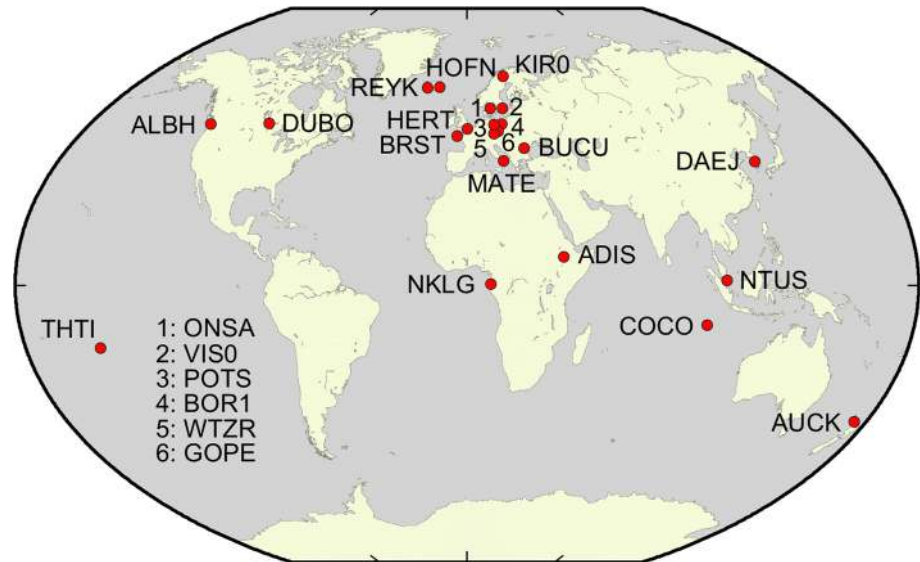 HOFN
KIR0
REYK
1
2
ALBH
DUBO
HERT
3
4
BRST
5
6
BUCU
DAEJ
MATE
ADIS
NKLG
NTUS
THTI
COCO
1: ONSA
2: VIS0
3: POTS
4: BOR1
5: WTZR
6: GOPE
AUCK